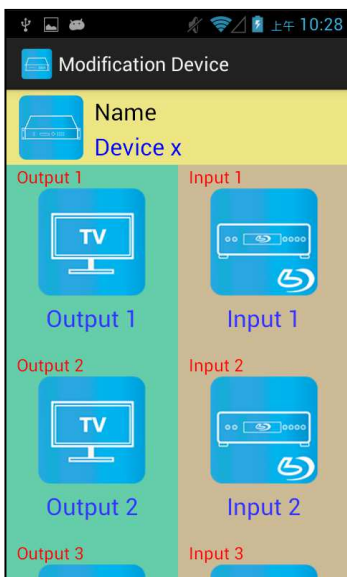 上午 10:28
Modification Device
Name
Device x
Output 1 Input 1
TV
Output 1 Input 1
Output 2 Input 2
TV
Output 2 Input 2
Output 3 Input 3